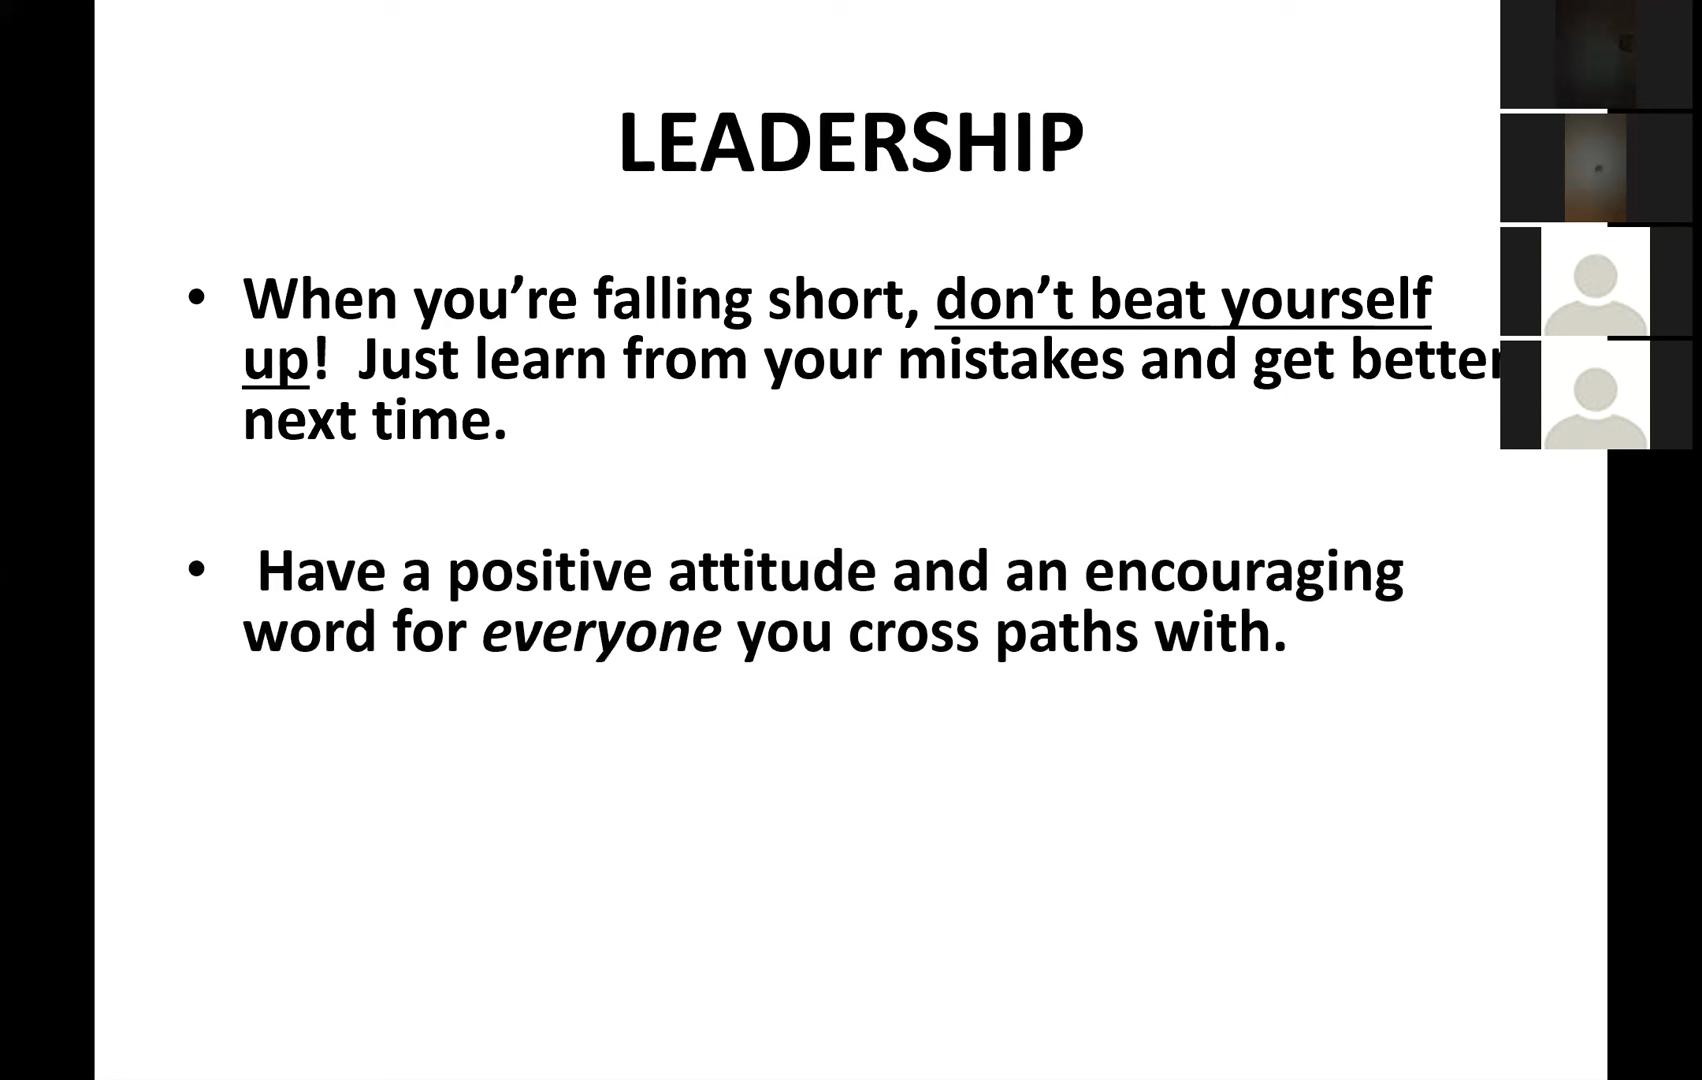 LEADERSHIP
• When you’re falling short, don’t beat yourself
up!  Just learn from your mistakes and get better
next time.
• Have a positive attitude and an encouraging
word for everyone you cross paths with.